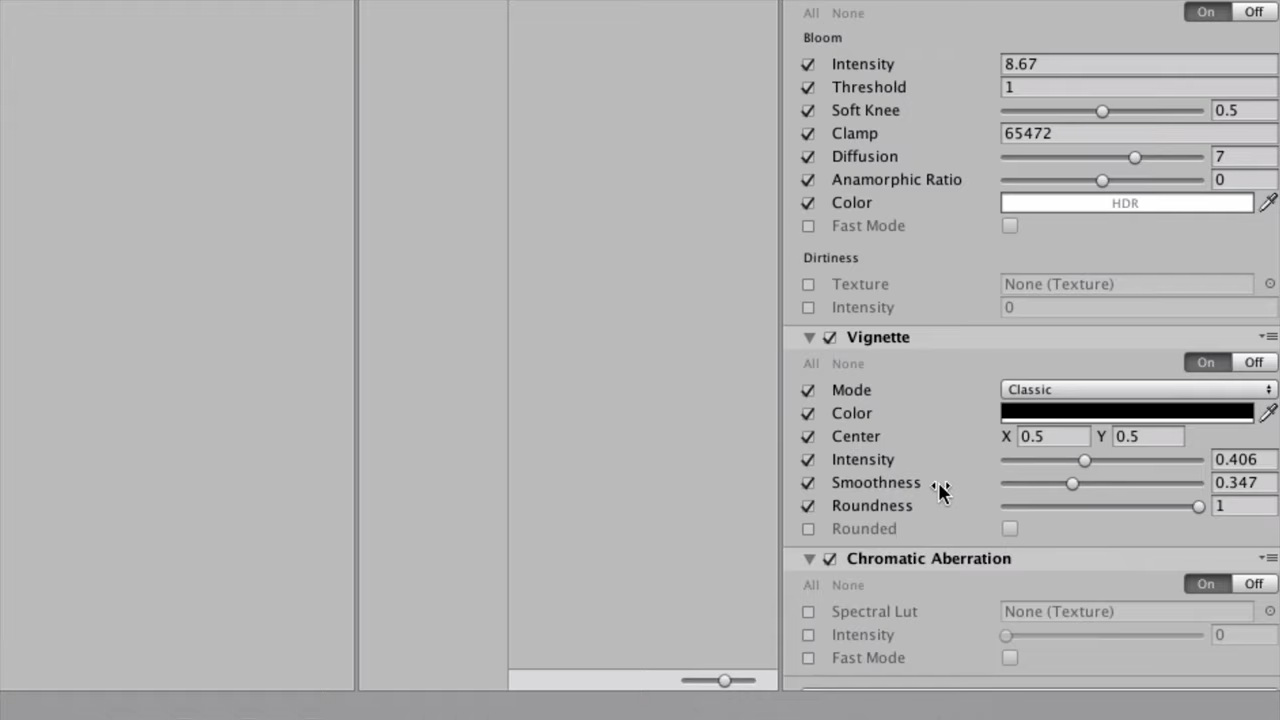 All None On Off
Bloom
Intensity 8.67
Threshold 1
Soft Knee 0.5
Clamp 65472
Diffusion 7
Anamorphic Ratio 0
Color HDR
Fast Mode
Dirtiness
Texture None (Texture)
Intensity 0
Vignette
All None On Off
Mode Classic
Color
Center X 0.5 Y 0.5
Intensity 0.406
Smoothness 0.347
Roundness 1
Rounded
Chromatic Aberration
All None On Off
Spectral Lut None (Texture)
Intensity 0
Fast Mode